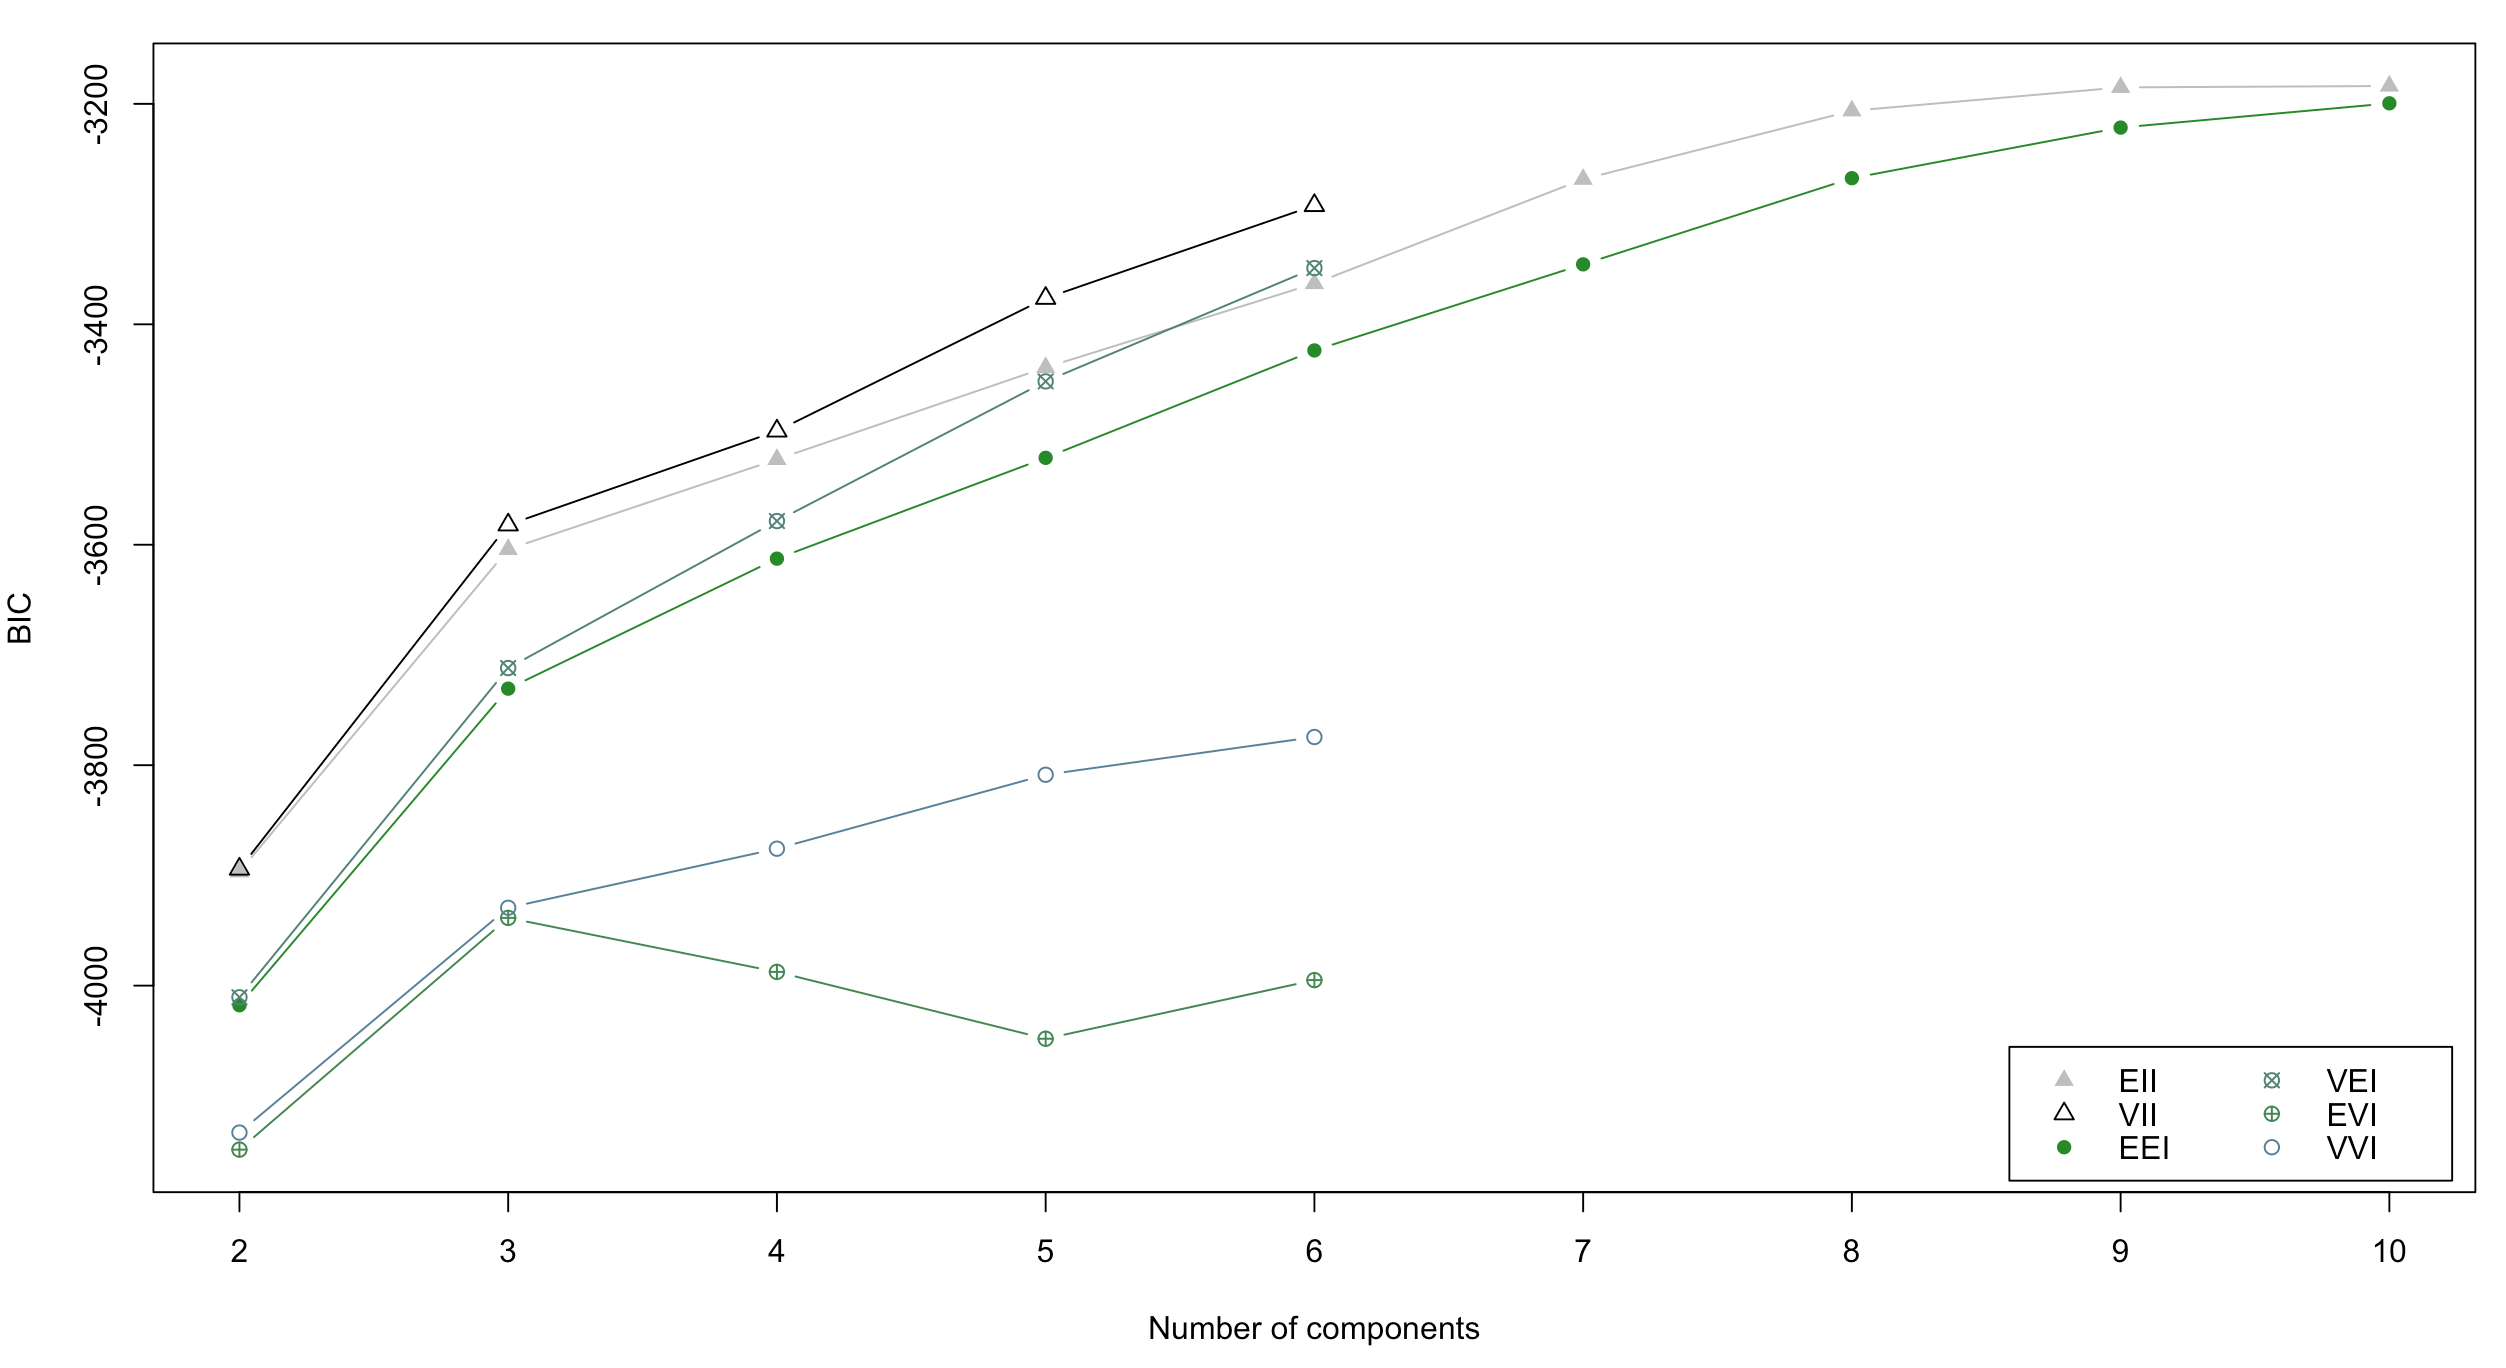 BIC
-3200
-3400
-3600
-3800
-4000
2 3 4 5 6 7 8 9 10
Number of components
EII VEI
VII EVI
EEI VVI